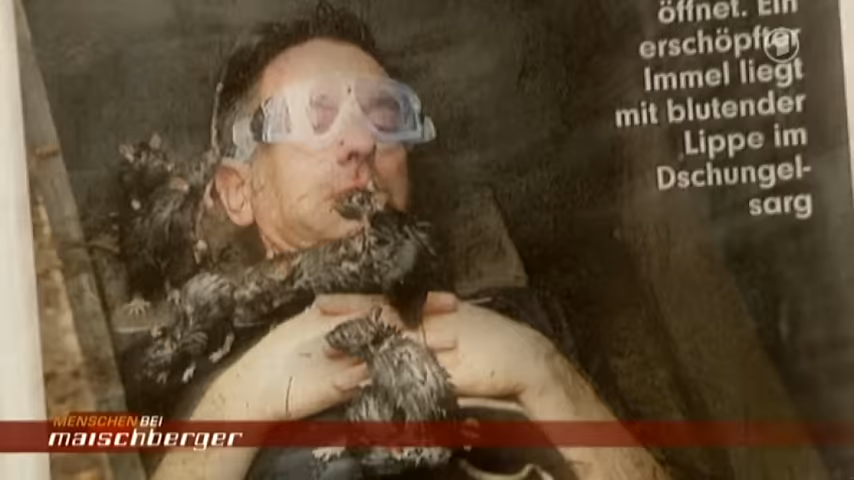 öffnet. Ein
erschöpfter
Immel liegt
mit blutender
Lippe im
Dschungel-
sarg
MENSCHEN BEI
maischberger